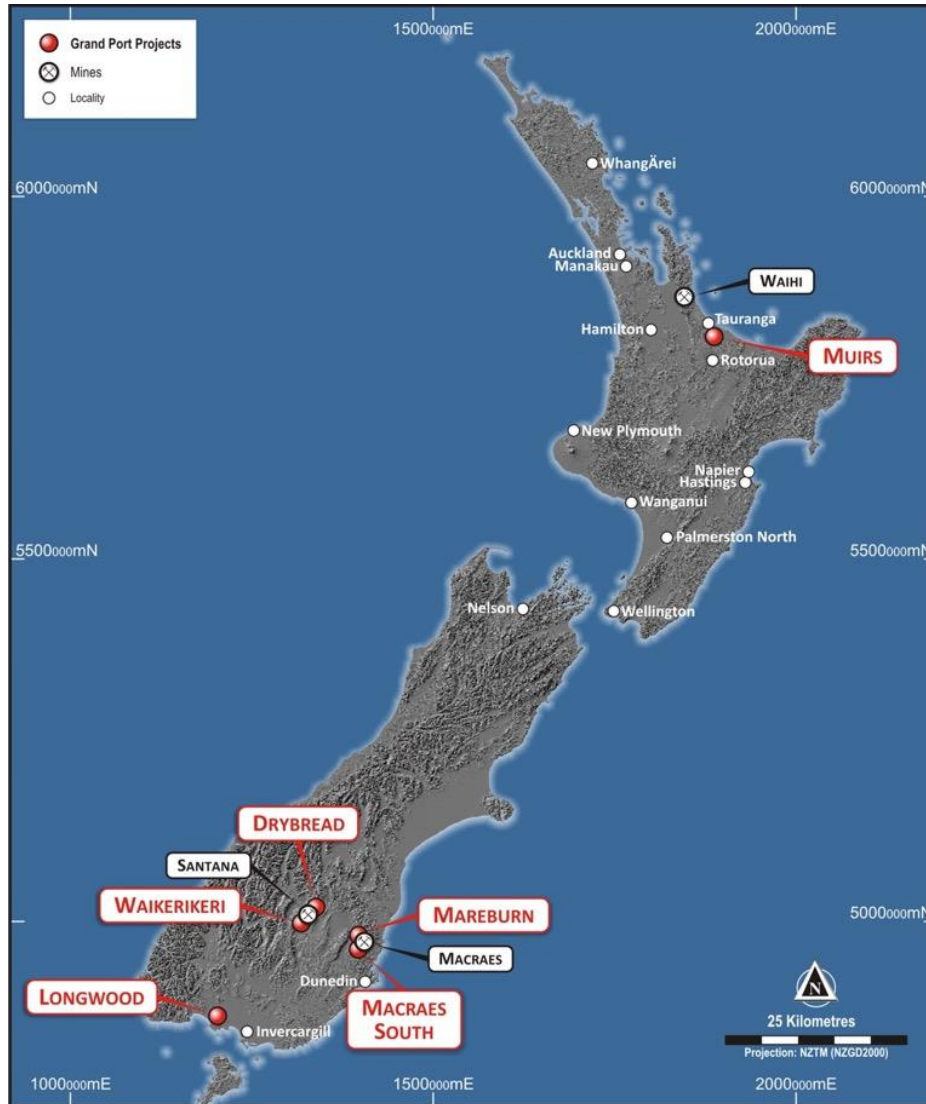 1500000mE
2000000mE
Grand Port Projects
Mines
Locality
WhangÄrei
6000000mN
6000000mN
Auckland
Manakau
WAIHI
Tauranga
Hamilton
MUIRS
Rotorua
New Plymouth
Napier
Hastings
Wanganui
Palmerston North
5500000mN
5500000mN
Nelson
Wellington
DRYBREAD
SANTANA
WAIKERIKERI
MAREBURN
5000000mN
MACRAES
Dunedin
LONGWOOD
MACRAES
SOUTH
N
Invercargill
25 Kilometres
Projection: NZTM (NZGD2000)
1000000mE
1500000mE
2000000mE